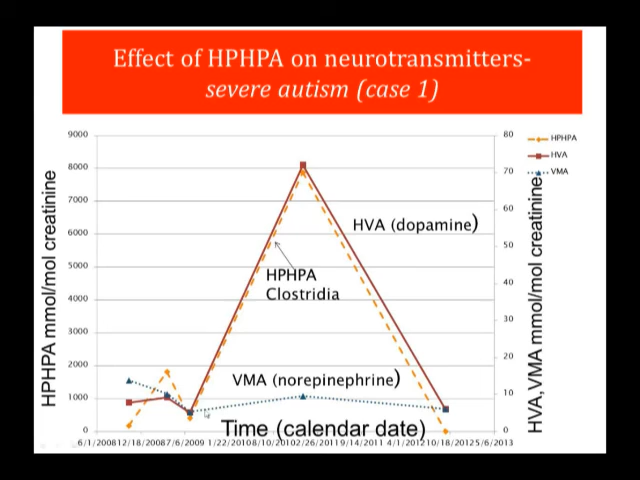 Effect of HPHPA on neurotransmitters-
severe autism (case 1)
HPHPA mmol/mol creatinine
9000
8000
7000
6000
5000
4000
3000
2000
1000
0
80
70
60
50
40
30
20
10
0
HPHPA
HVA
VMA
HVA,VMA mmol/mol creatinine
HVA (dopamine)
HPHPA
Clostridia
VMA (norepinephrine)
Time (calendar date)
6/1/2008 12/18/2008 7/6/2009 1/22/2010 8/10/2010 2/26/2011 9/14/2011 4/1/2012 10/18/2012 5/6/2013